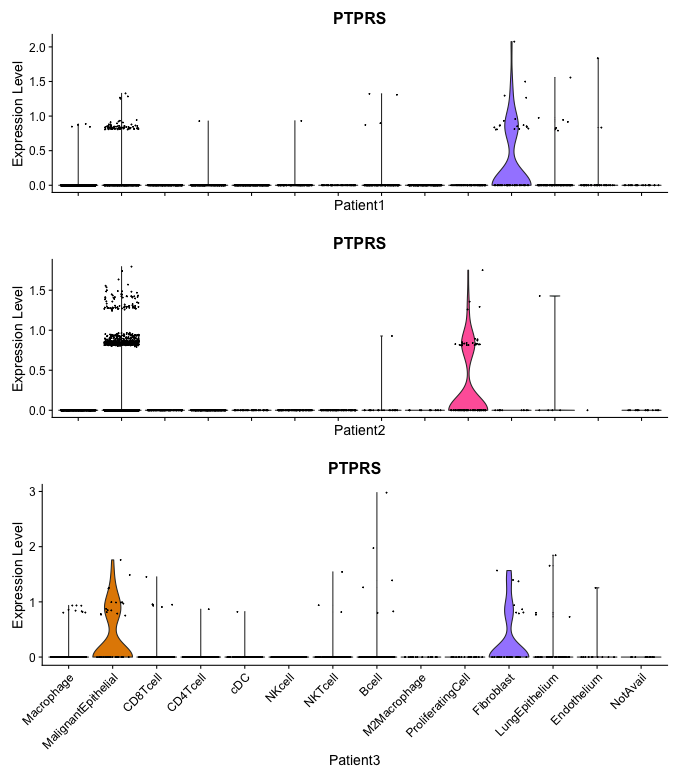 PTPRS
Expression Level
2.0
1.5
1.0
0.5
0.0
Patient1
PTPRS
Expression Level
1.5
1.0
0.5
0.0
Patient2
PTPRS
Expression Level
3
2
1
0
Macrophage
MalignantEpithelial
CD8Tcell
CD4Tcell
cDC
NKcell
NKTcell
Bcell
M2Macrophage
ProliferatingCell
Fibroblast
LungEpithelium
Endothelium
NotAvail
Patient3